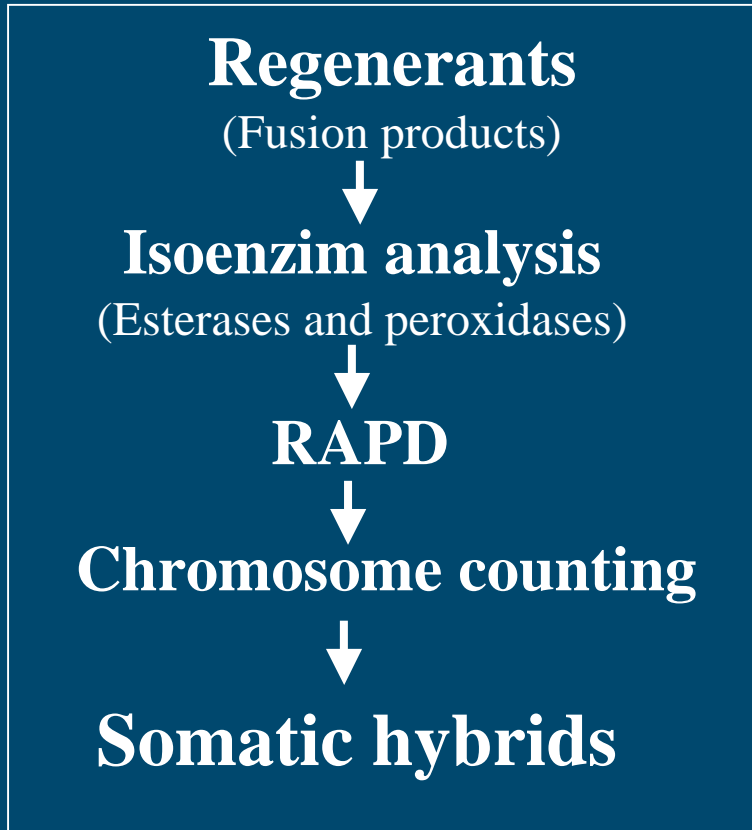 Regenerants
(Fusion products)
Isoenzim analysis
(Esterases and peroxidases)
RAPD
Chromosome counting
Somatic hybrids